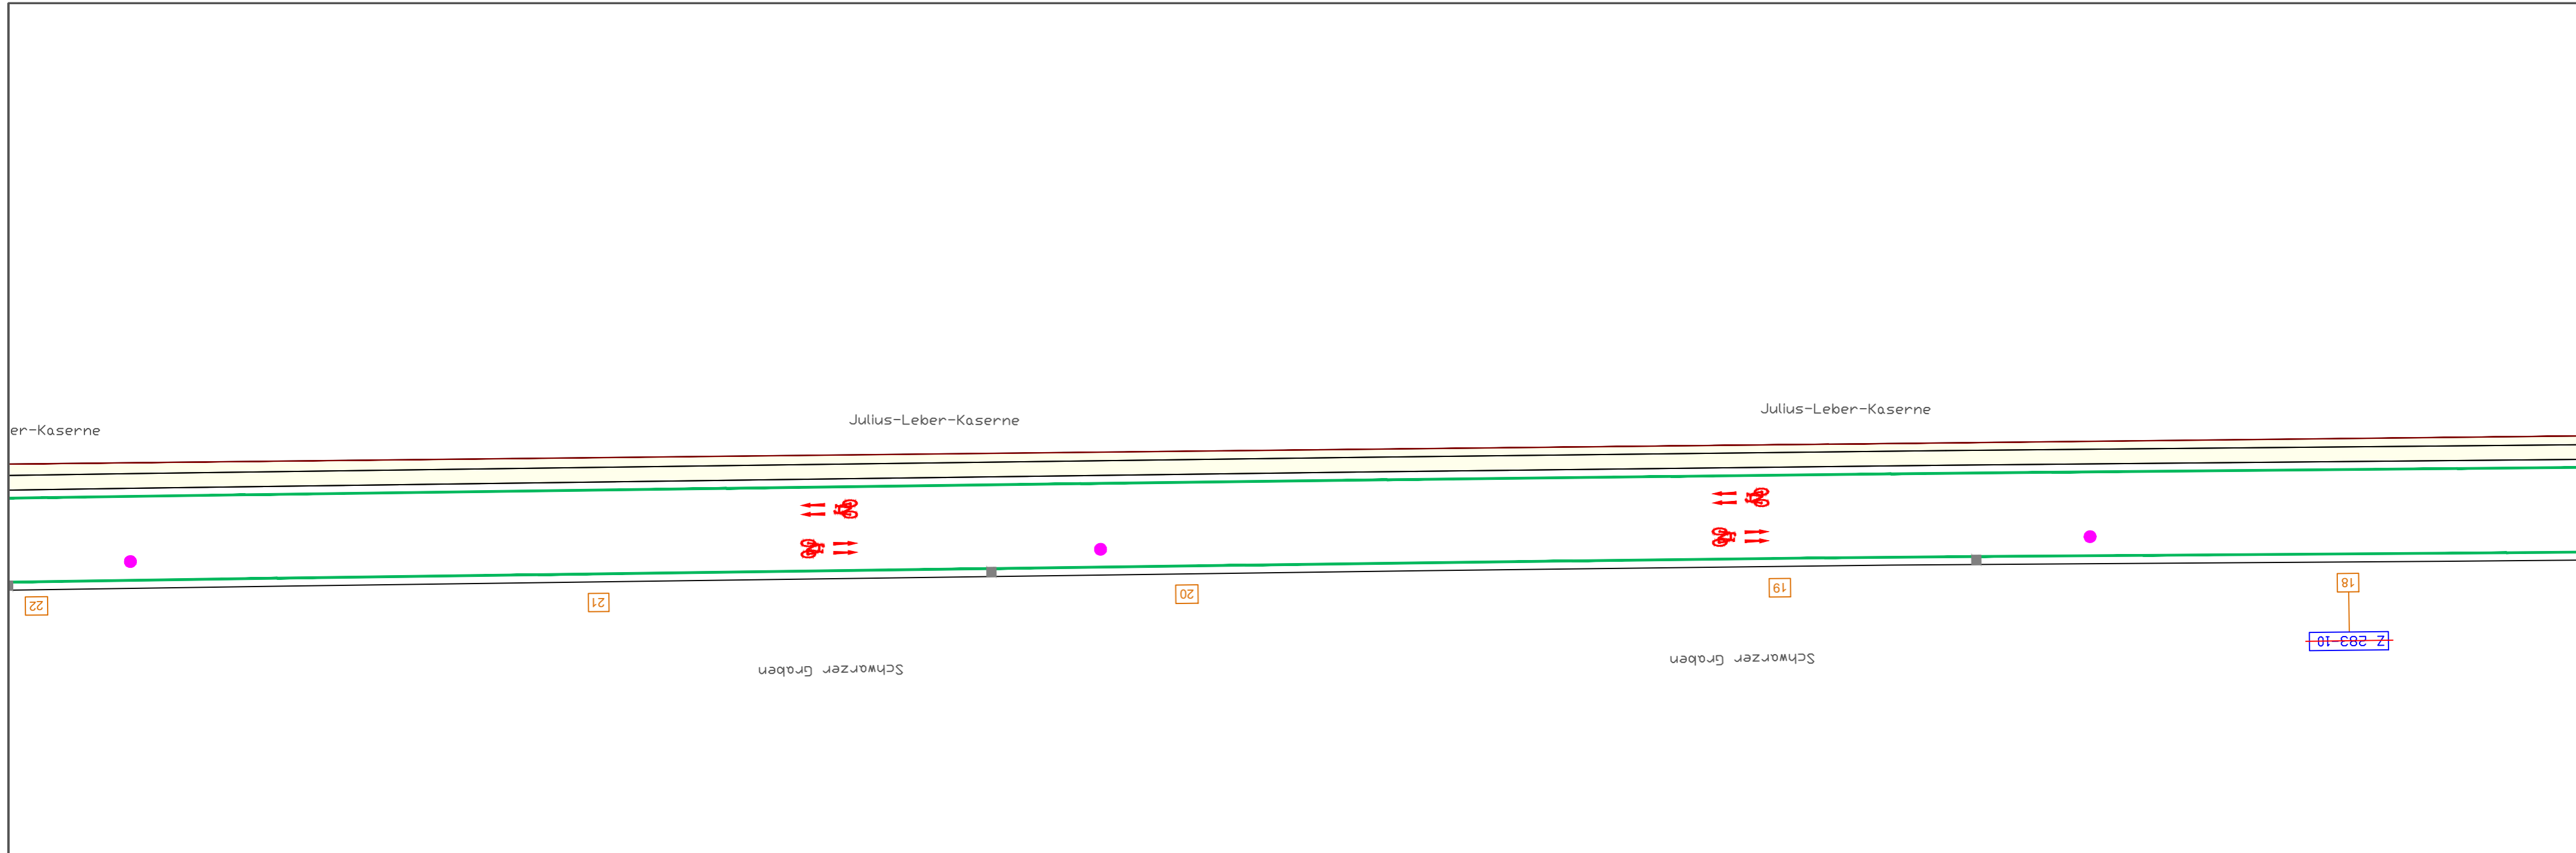 Julius-Leber-Kaserne
Julius-Leber-Kaserne
er-Kaserne
22
21
20
19
18
Z 283-10
Schwarzer Graben
Schwarzer Graben